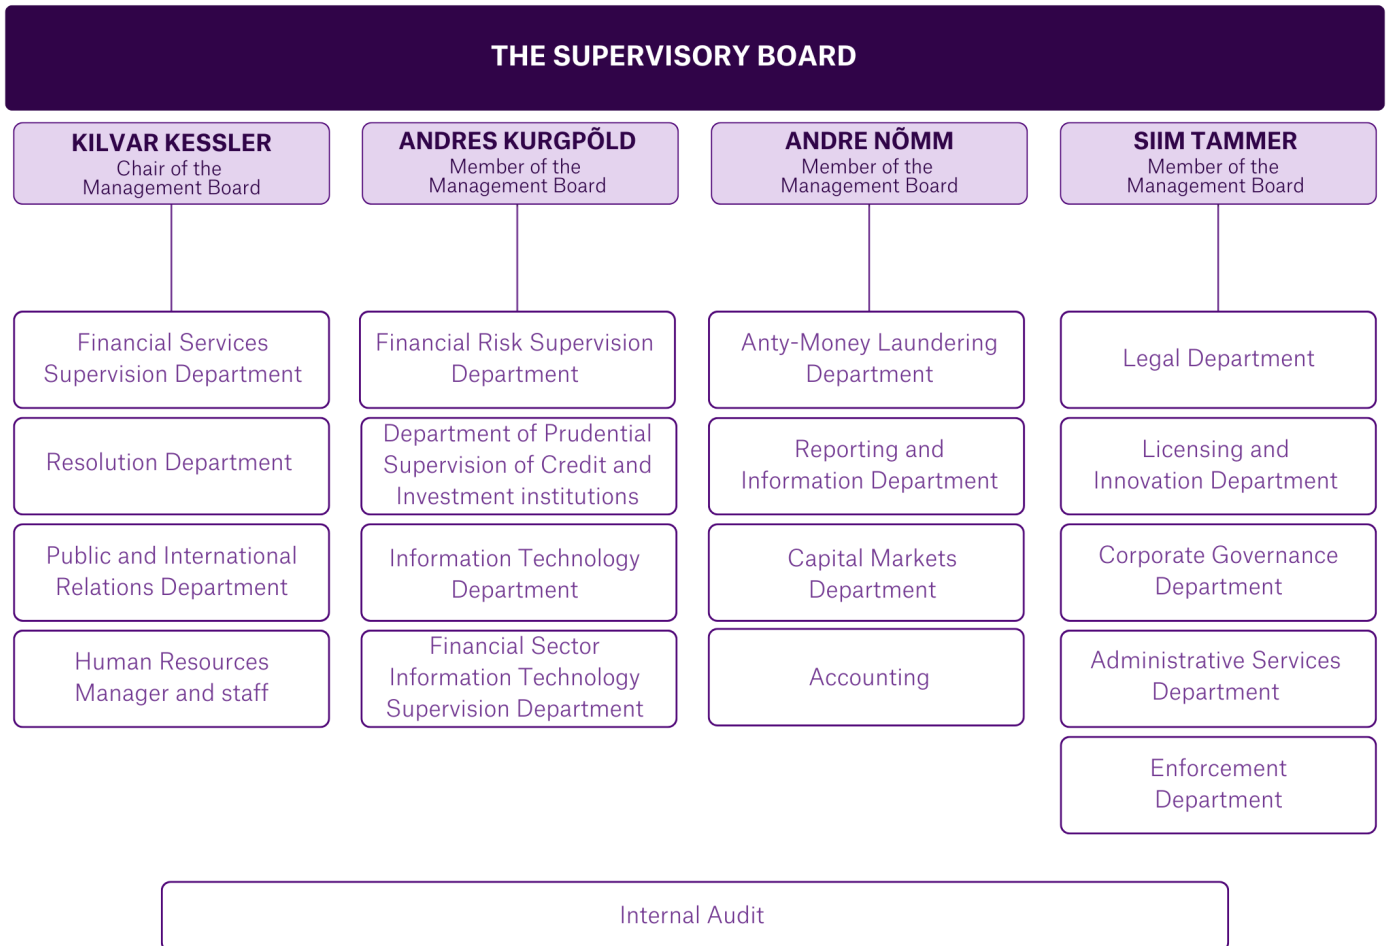 THE SUPERVISORY BOARD
KILVAR KESSLER
Chair of the
Management Board
ANDRES KURGPÕLD
Member of the
Management Board
ANDRE NÕMM
Member of the
Management Board
SIIM TAMMER
Member of the
Management Board
Financial Services
Supervision Department
Resolution Department
Public and International
Relations Department
Human Resources
Manager and staff
Financial Risk Supervision
Department
Department of Prudential
Supervision of Credit and
Investment institutions
Information Technology
Department
Financial Sector
Information Technology
Supervision Department
Anty-Money Laundering
Department
Reporting and
Information Department
Capital Markets
Department
Accounting
Legal Department
Licensing and
Innovation Department
Corporate Governance
Department
Administrative Services
Department
Enforcement
Department
Internal Audit